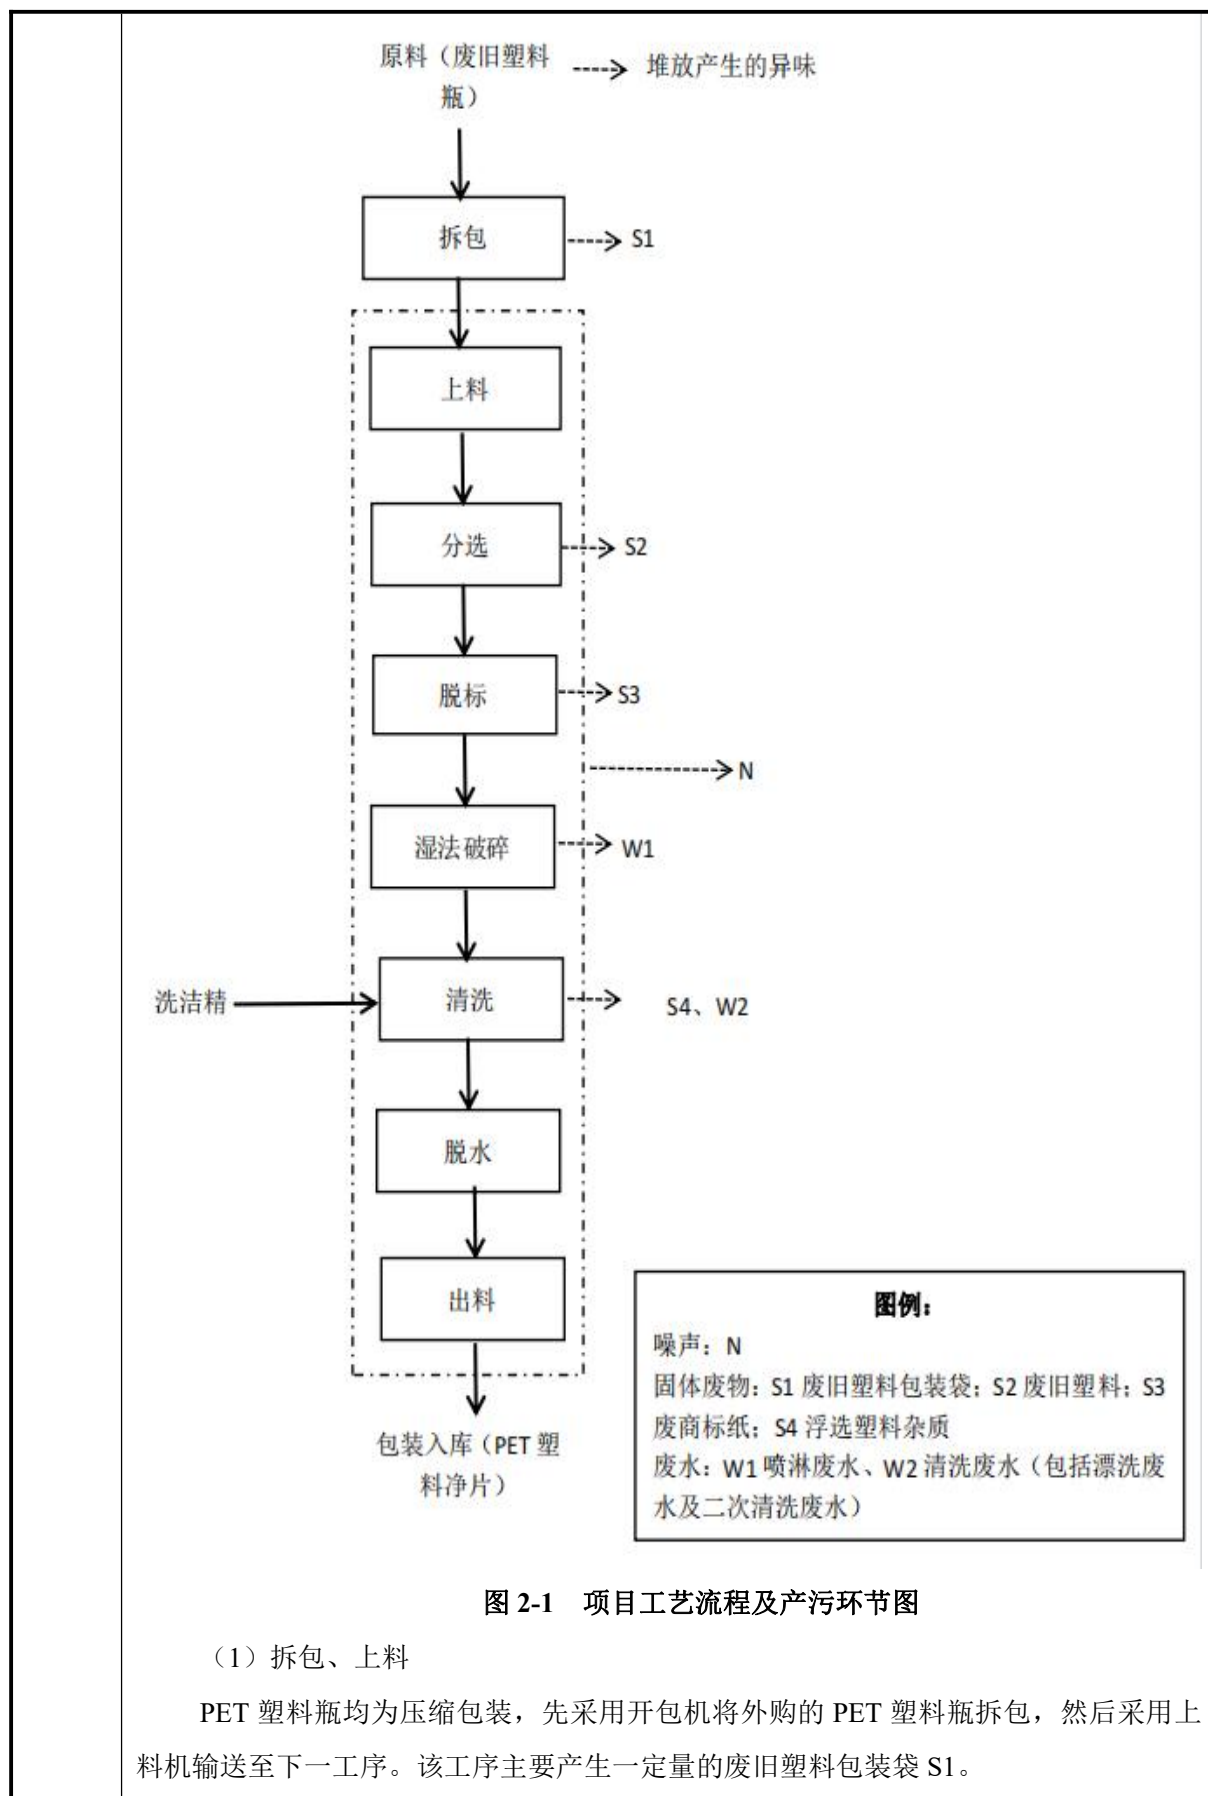 原料（废旧塑料
瓶）
堆放产生的异味
拆包
S1
上料
分选
S2
脱标
S3
N
湿法破碎
W1
洗洁精
清洗
S4、W2
脱水
出料
包装入库（PET 塑
料净片）
图例：
噪声：N
固体废物：S1 废旧塑料包装袋；S2 废旧塑料；S3
废商标纸；S4 浮选塑料杂质
废水：W1 喷淋废水、W2 清洗废水（包括漂洗废
水及二次清洗废水）
图 2-1 项目工艺流程及产污环节图
（1）拆包、上料
PET 塑料瓶均为压缩包装，先采用开包机将外购的 PET 塑料瓶拆包，然后采用上
料机输送至下一工序。该工序主要产生一定量的废旧塑料包装袋 S1。